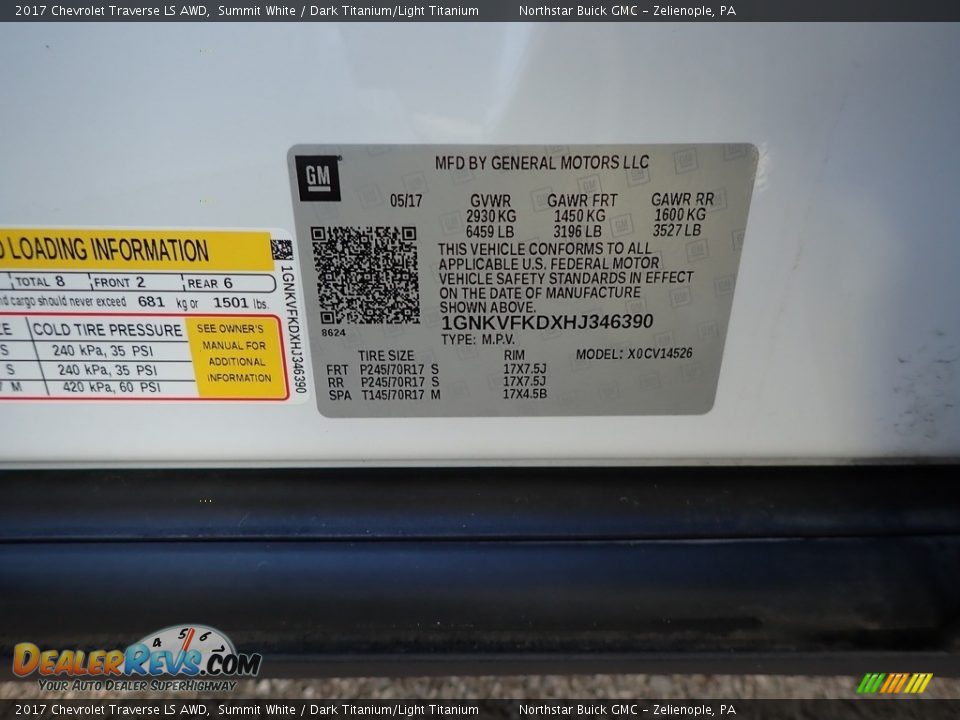 2017 Chevrolet Traverse LS AWD, Summit White / Dark Titanium/Light Titanium Northstar Buick GMC - Zelienople, PA
GM
MFD BY GENERAL MOTORS LLC
05/17 GVWR GAWR FRT GAWR RR
2930 KG 1450 KG 1600 KG
6459 LB 3196 LB 3527 LB
THIS VEHICLE CONFORMS TO ALL
APPLICABLE U.S. FEDERAL MOTOR
VEHICLE SAFETY STANDARDS IN EFFECT
ON THE DATE OF MANUFACTURE
SHOWN ABOVE.
8624
1GNKVFKDXHJ346390
TYPE: M.P.V.
TIRE SIZE RIM MODEL: X0CV14526
FRT P245/70R17 S 17X7.5J
RR P245/70R17 S 17X7.5J
SPA T145/70R17 M 17X4.5B
LOADING INFORMATION
TOTAL 8 FRONT 2 REAR 6
cargo should never exceed 681 kg or 1501 lbs.
COLD TIRE PRESSURE
S 240 kPa, 35 PSI
S 240 kPa, 35 PSI
M 420 kPa, 60 PSI
SEE OWNER'S
MANUAL FOR
ADDITIONAL
INFORMATION
1GNKVFKDXHJ346390
4 5 6
DEALERREVS.COM
YOUR AUTO DEALER SUPERHIGHWAY
2017 Chevrolet Traverse LS AWD, Summit White / Dark Titanium/Light Titanium Northstar Buick GMC - Zelienople, PA